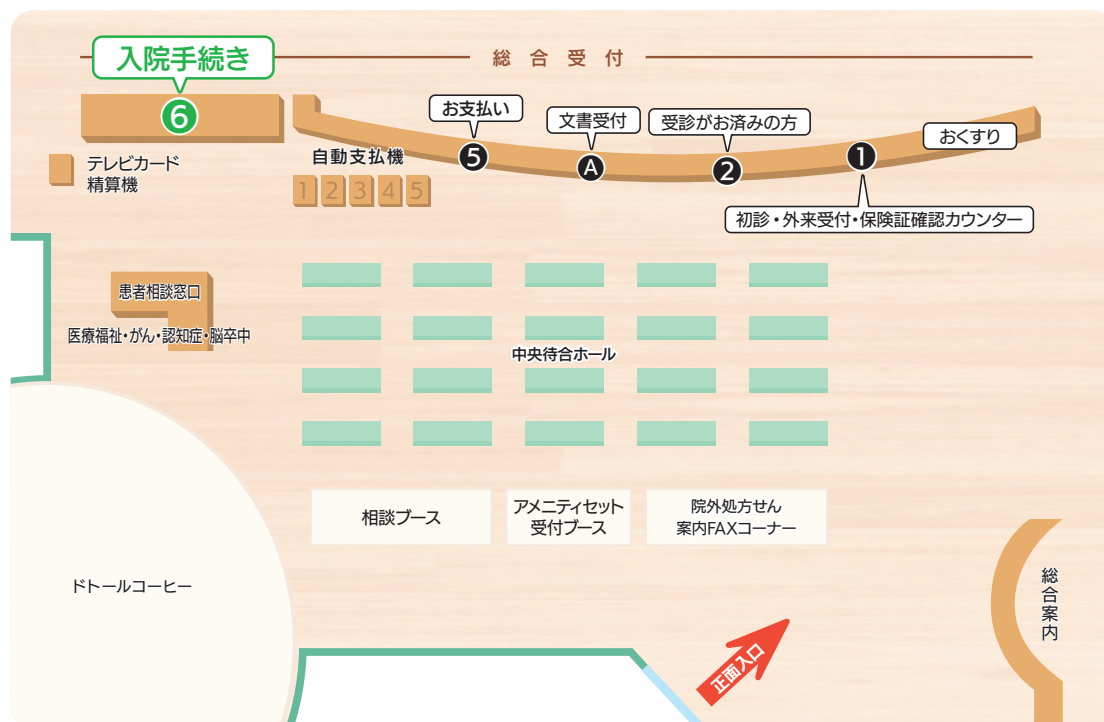 総合受付
入院手続き
6
テレビカード
精算機
お支払い
5
文書受付
A
受診がお済みの方
2
1
おくすり
初診・外来受付・保険証確認カウンター
自動支払機
1 2 3 4 5
患者相談窓口
医療福祉・がん・認知症・脳卒中
中央待合ホール
相談ブース
アメニティセット
受付ブース
院外処方せん
案内FAXコーナー
ドトールコーヒー
正面入口
総合案内